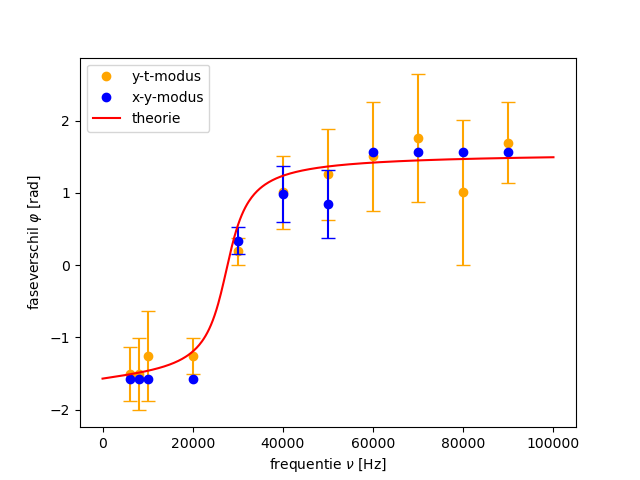 y-t-modus
x-y-modus
theorie
faseverschil φ [rad]
2
1
0
−1
−2
0 20000 40000 60000 80000 100000
frequentie ν [Hz]